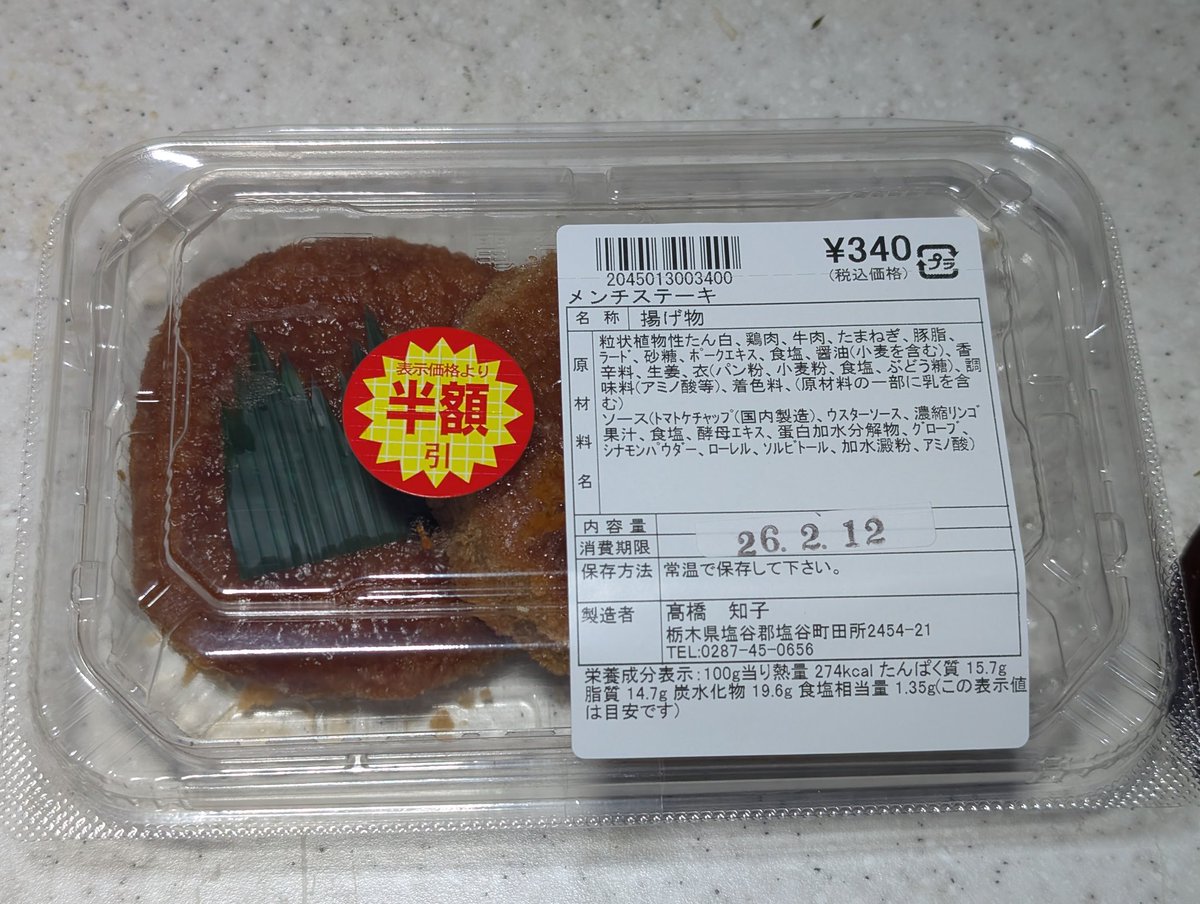 表示価格より
半額
引
2045013003400
¥340
(税込価格)
プラ
メンチステーキ
名 称 揚げ物
原材料名
粒状植物性たん白、鶏肉、牛肉、たまねぎ、豚脂、
ラード、砂糖、ポークエキス、食塩、醤油(小麦を含む)、香
辛料、生姜、衣(パン粉、小麦粉、食塩、ぶどう糖)、調
味料(アミノ酸等)、着色料、(原材料の一部に乳を含
む)
ソース(トマトケチャップ(国内製造)、ウスターソース、濃縮リンゴ
果汁、食塩、酵母エキス、蛋白加水分解物、グローブ、
シナモンパウダー、ローレル、ソルビトール、加水澱粉、アミノ酸)
内容量
消費期限 26.2.12
保存方法 常温で保存して下さい。
製造者 髙橋 知子
栃木県塩谷郡塩谷町田所2454-21
TEL:0287-45-0656
栄養成分表示:100g当り熱量 274kcal たんぱく質 15.7g
脂質 14.7g 炭水化物 19.6g 食塩相当量 1.35g(この表示値
は目安です)